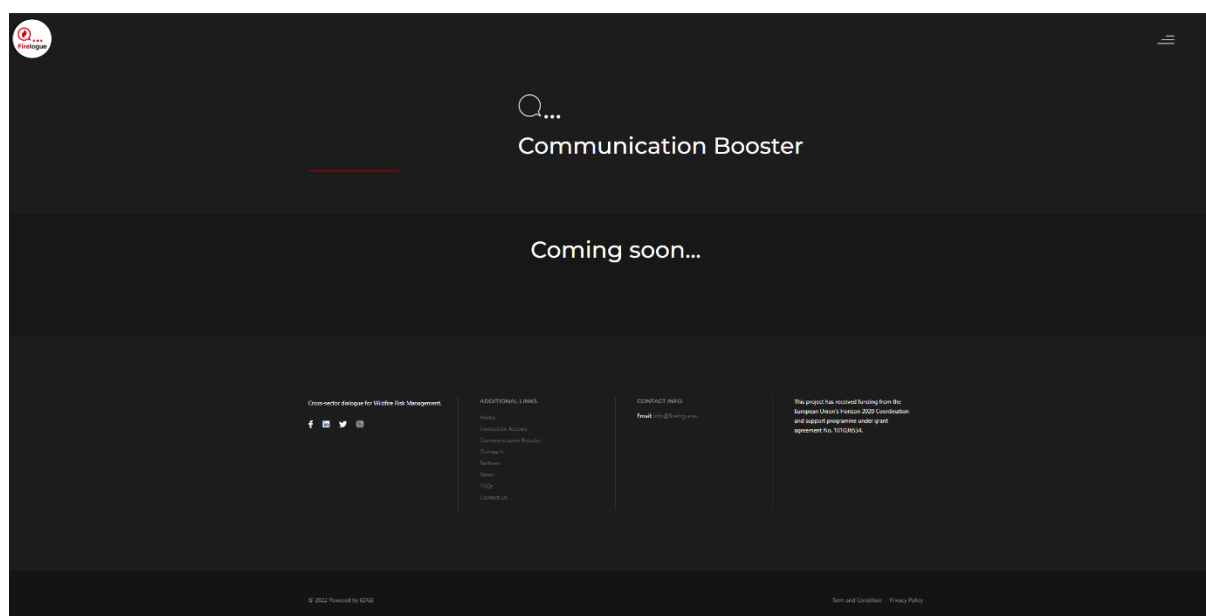 Firelogue
Communication Booster
Coming soon...
Cross-sector dialogue for Wildfire Risk Management.
ADDITIONAL LINKS
Home
Innovation Actions
Communication Booster
Outreach
Partners
News
FAQs
Contact Us
CONTACT INFO
Email: info@firelogue.eu
This project has received funding from the
European Union's Horizon 2020 Coordination
and support programme under grant
agreement No. 101036534.
© 2022 Powered by EDGE
Term and Condition Privacy Policy